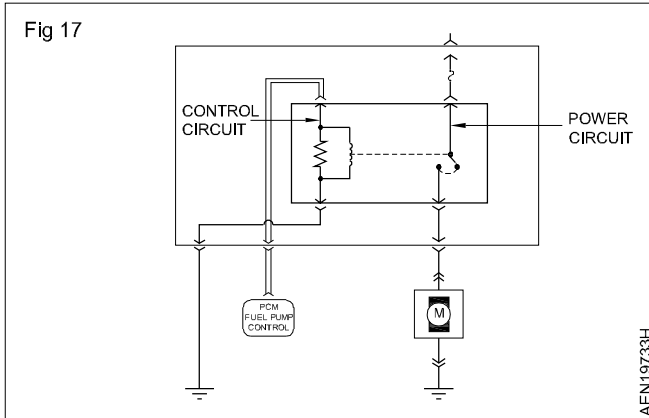 Fig 17
CONTROL
CIRCUIT
POWER
CIRCUIT
PCM
FUEL PUMP
CONTROL
M
AEN19733H